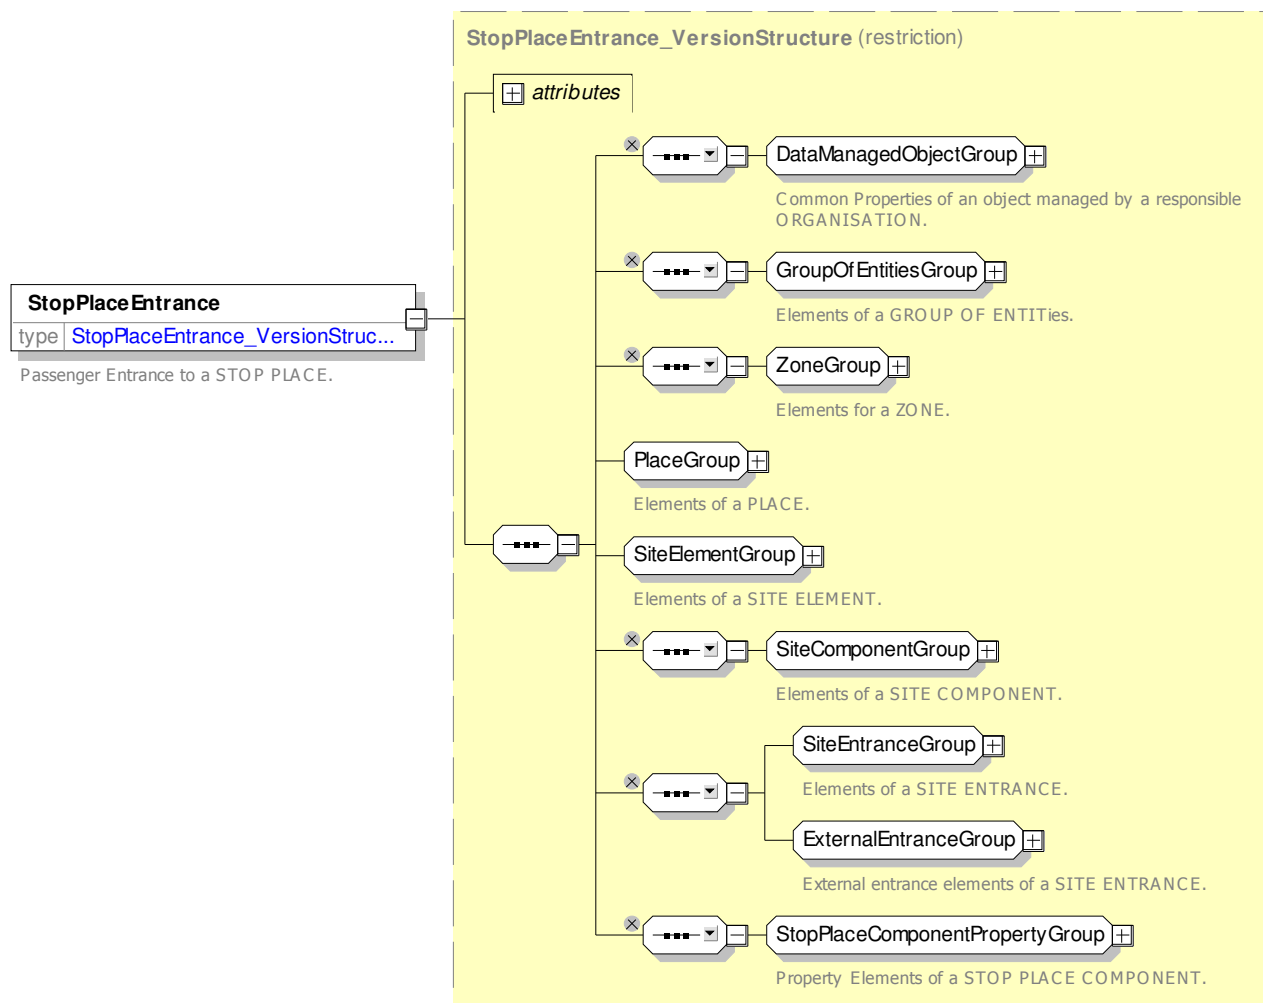 StopPlaceEntrance_VersionStructure (restriction)
attributes
DataManagedObjectGroup
Common Properties of an object managed by a responsible
ORGANISATION.
GroupOfEntitiesGroup
Elements of a GROUP OF ENTITies.
StopPlaceEntrance
type StopPlaceEntrance_VersionStruc...
Passenger Entrance to a STOP PLACE.
ZoneGroup
Elements for a ZONE.
PlaceGroup
Elements of a PLACE.
SiteElementGroup
Elements of a SITE ELEMENT.
SiteComponentGroup
Elements of a SITE COMPONENT.
SiteEntranceGroup
Elements of a SITE ENTRANCE.
ExternalEntranceGroup
External entrance elements of a SITE ENTRANCE.
StopPlaceComponentPropertyGroup
Property Elements of a STOP PLACE COMPONENT.